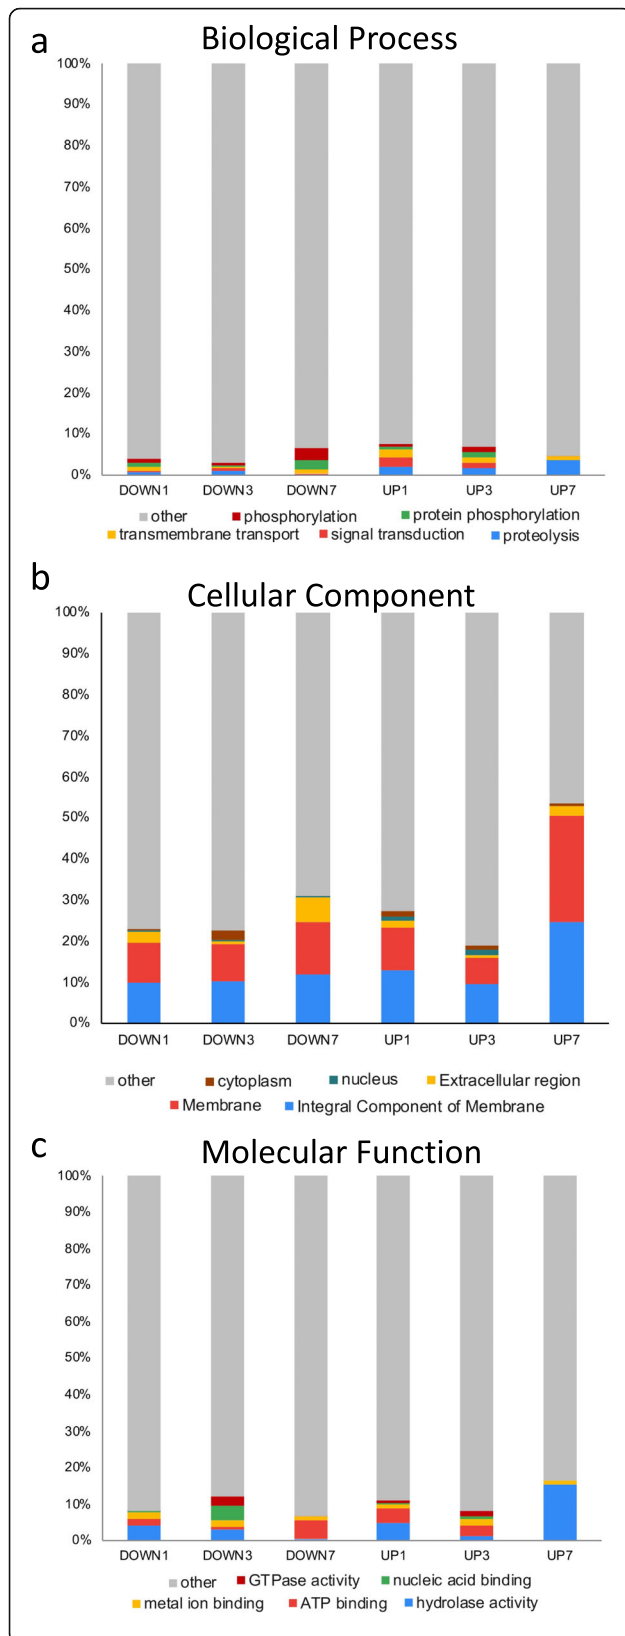 a
Biological Process
100%
90%
80%
70%
60%
50%
40%
30%
20%
10%
0%
DOWN1 DOWN3 DOWN7 UP1 UP3 UP7
other phosphorylation protein phosphorylation
transmembrane transport signal transduction proteolysis
b
Cellular Component
100%
90%
80%
70%
60%
50%
40%
30%
20%
10%
0%
DOWN1 DOWN3 DOWN7 UP1 UP3 UP7
other cytoplasm nucleus Extracellular region
Membrane Integral Component of Membrane
c
Molecular Function
100%
90%
80%
70%
60%
50%
40%
30%
20%
10%
0%
DOWN1 DOWN3 DOWN7 UP1 UP3 UP7
other GTPase activity nucleic acid binding
metal ion binding ATP binding hydrolase activity